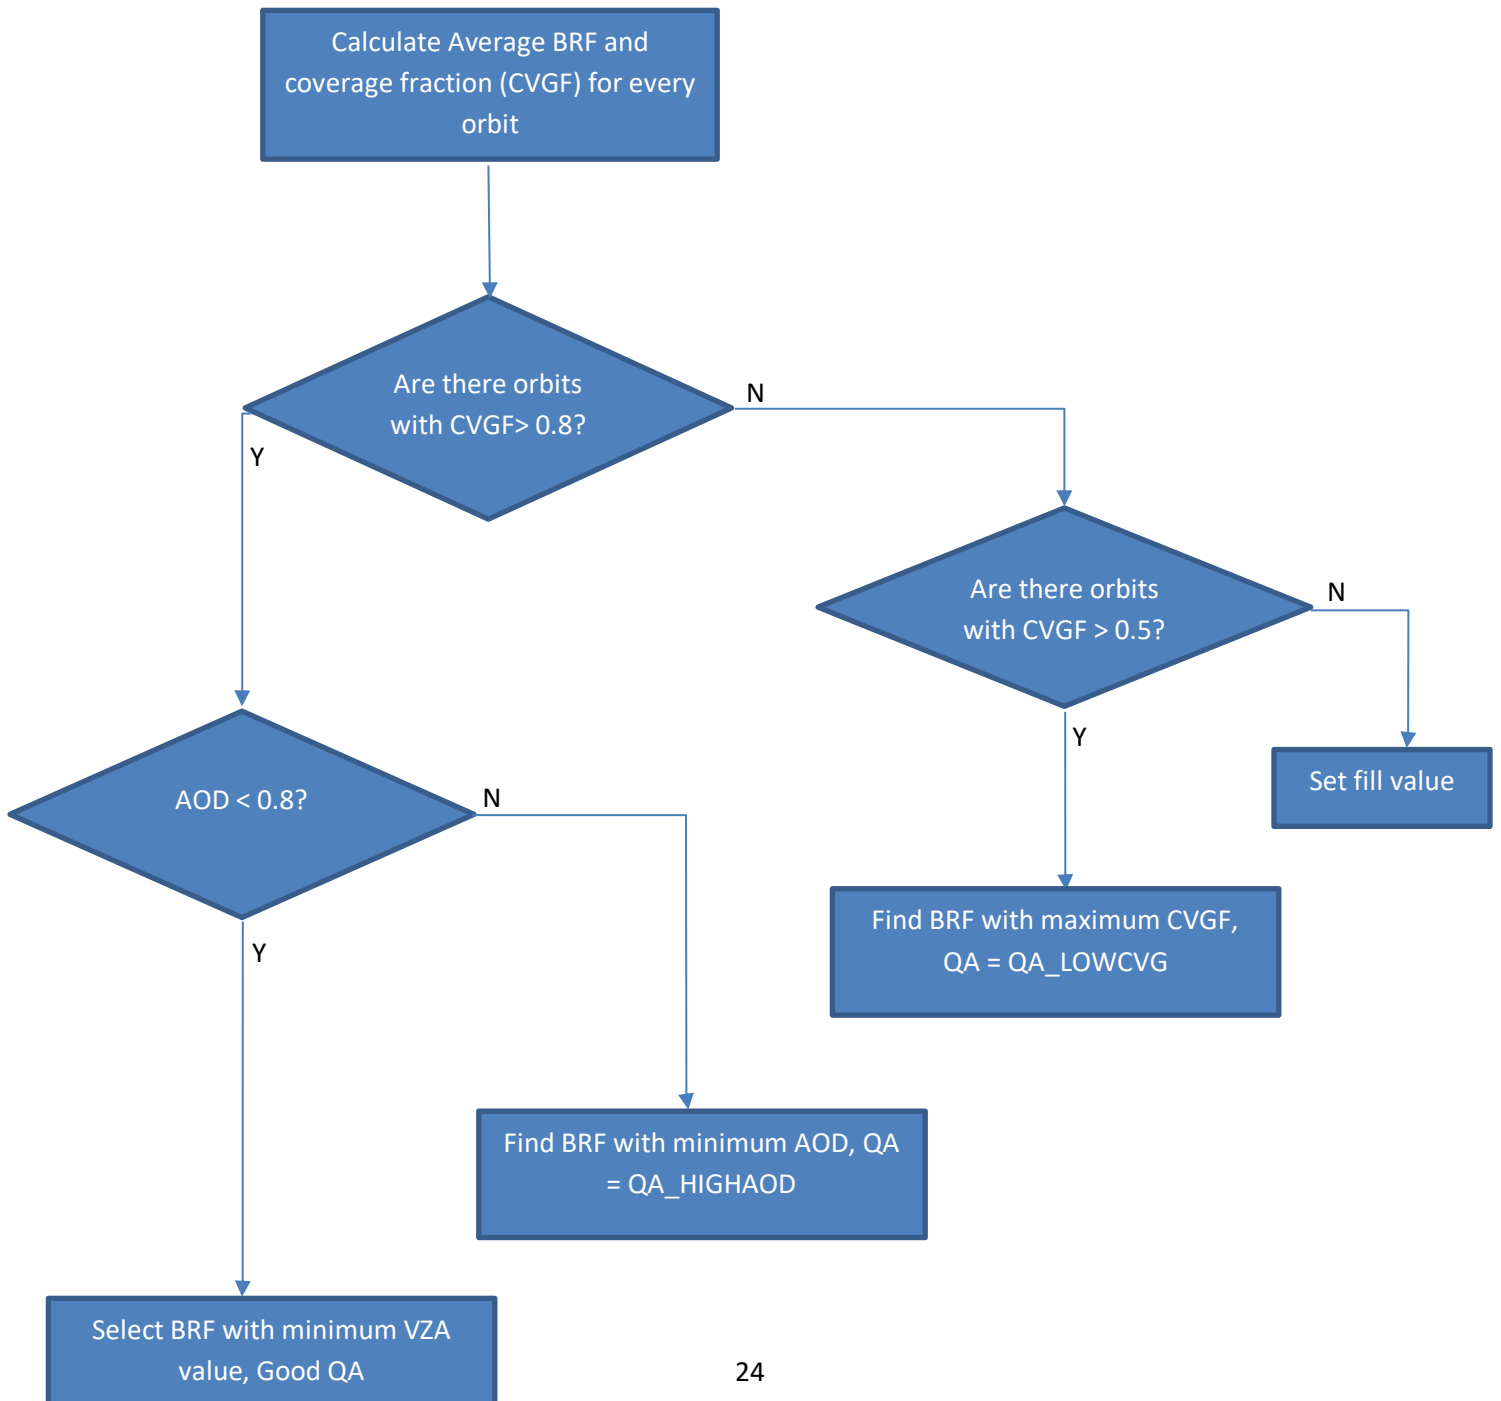 Calculate Average BRF and
coverage fraction (CVGF) for every
orbit
Are there orbits
with CVGF> 0.8?
N
Y
Are there orbits
with CVGF > 0.5?
N
Y
Set fill value
AOD < 0.8?
N
Y
Find BRF with maximum CVGF,
QA = QA_LOWCVG
Find BRF with minimum AOD, QA
= QA_HIGHAOD
Select BRF with minimum VZA
value, Good QA
24